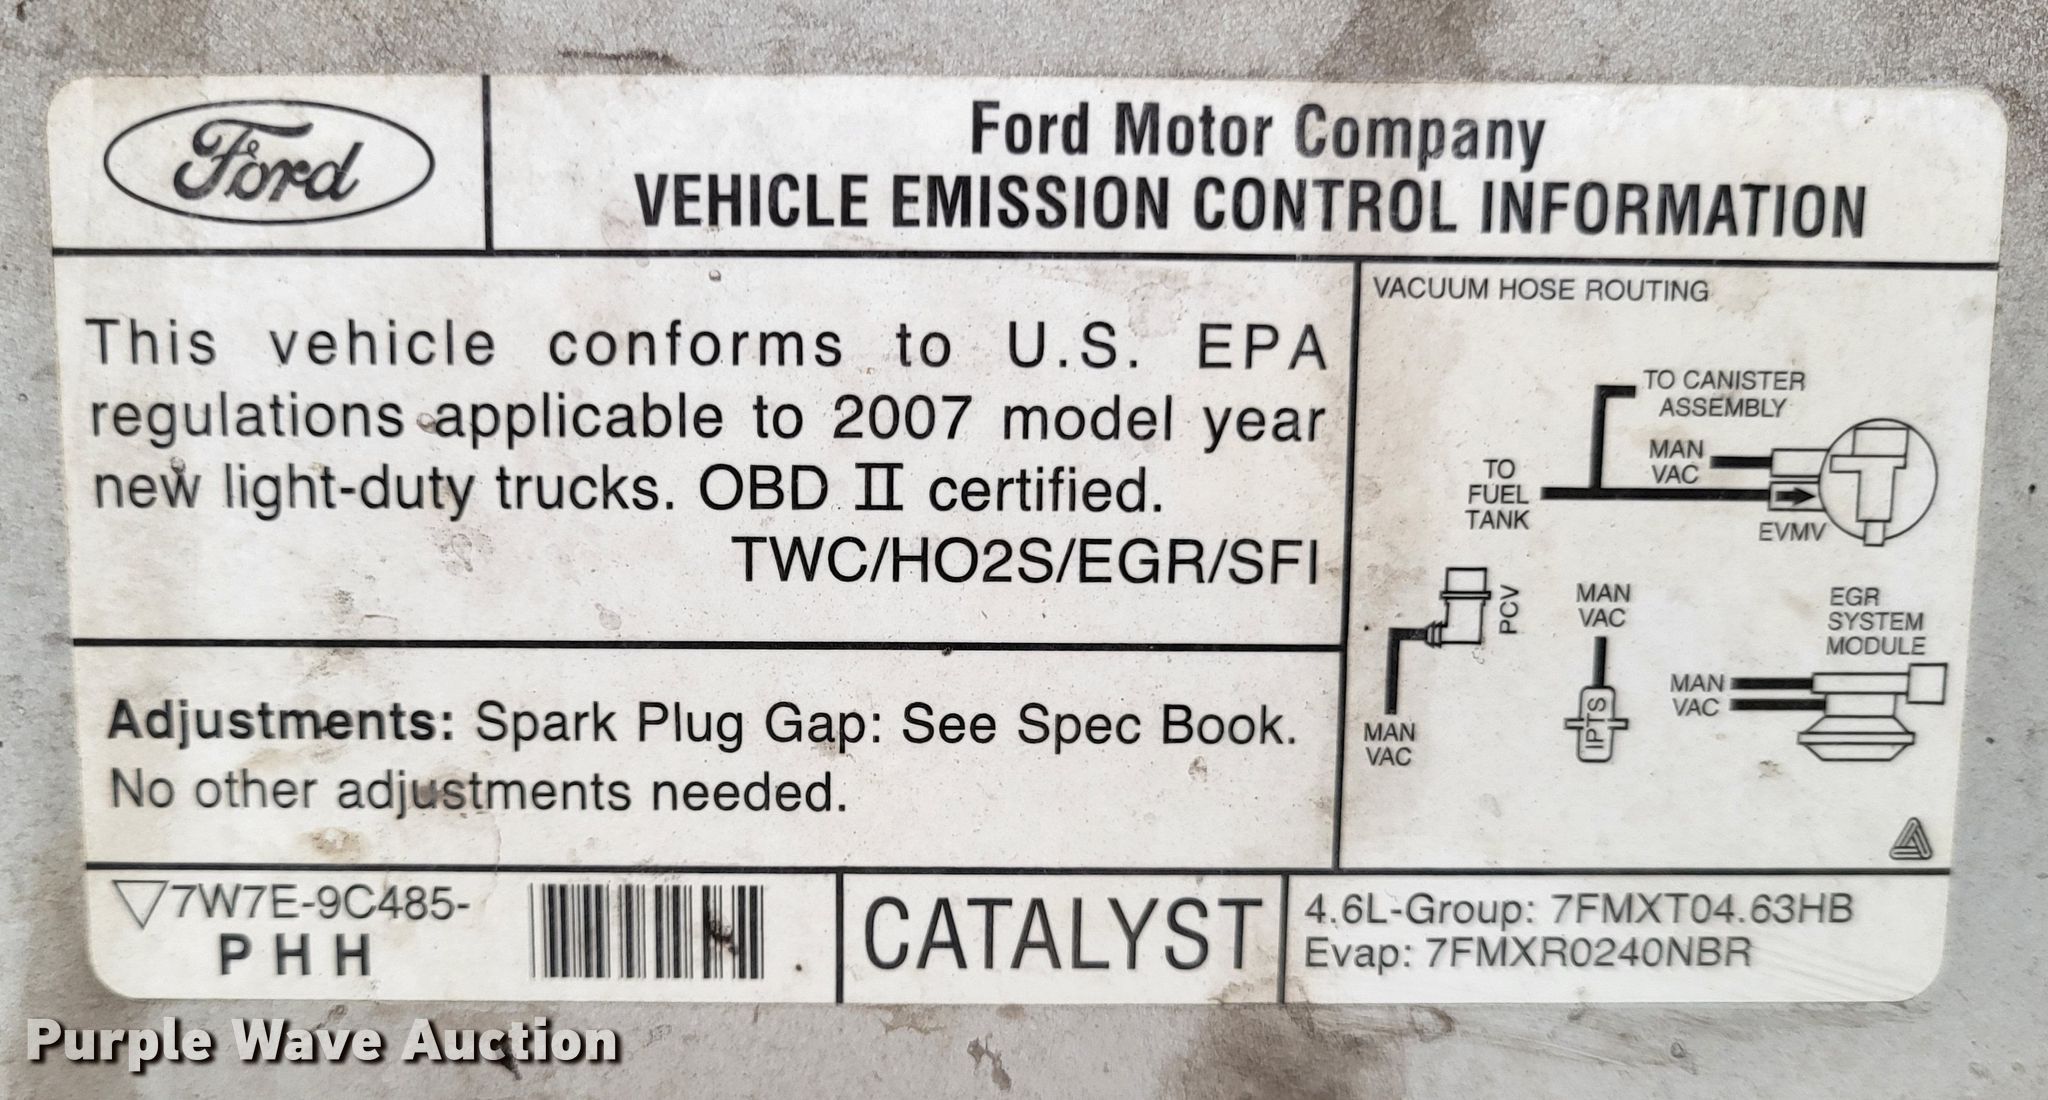 Ford
Ford Motor Company
VEHICLE EMISSION CONTROL INFORMATION
This vehicle conforms to U.S. EPA
regulations applicable to 2007 model year
new light-duty trucks. OBD II certified.
TWC/HO2S/EGR/SFI
Adjustments: Spark Plug Gap: See Spec Book.
No other adjustments needed.
VACUUM HOSE ROUTING
TO CANISTER
ASSEMBLY
MAN
VAC
TO
FUEL
TANK
EVMV
PCV
MAN
VAC
MAN
VAC
IPTS
EGR
SYSTEM
MODULE
MAN
VAC
7W7E-9C485-
P H H
CATALYST
4.6L-Group: 7FMXT04.63HB
Evap: 7FMXR0240NBR
Purple Wave Auction